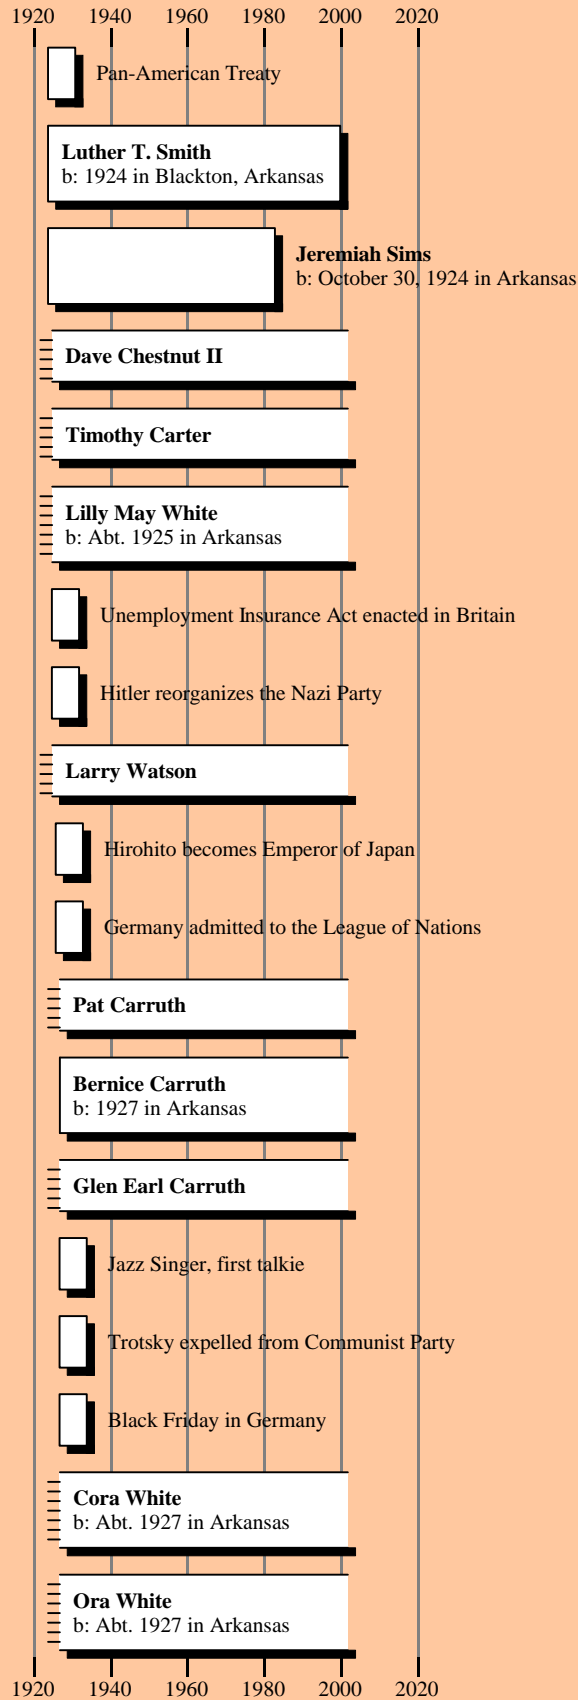 1920 1940 1960 1980 2000 2020
Pan-American Treaty
Luther T. Smith
b: 1924 in Blackton, Arkansas
Jeremiah Sims
b: October 30, 1924 in Arkansas
Dave Chestnut II
Timothy Carter
Lilly May White
b: Abt. 1925 in Arkansas
Unemployment Insurance Act enacted in Britain
Hitler reorganizes the Nazi Party
Larry Watson
Hirohito becomes Emperor of Japan
Germany admitted to the League of Nations
Pat Carruth
Bernice Carruth
b: 1927 in Arkansas
Glen Earl Carruth
Jazz Singer, first talkie
Trotsky expelled from Communist Party
Black Friday in Germany
Cora White
b: Abt. 1927 in Arkansas
Ora White
b: Abt. 1927 in Arkansas
1920 1940 1960 1980 2000 2020